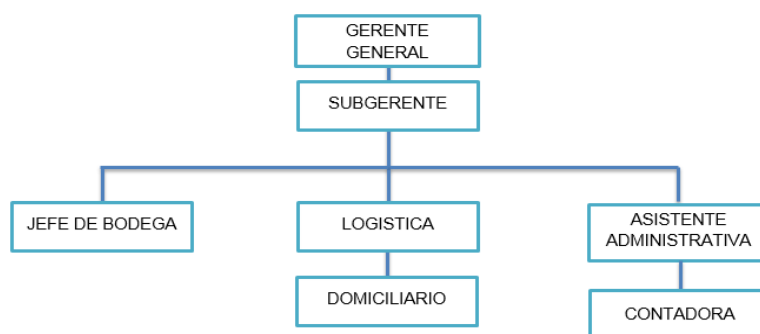 GERENTE
GENERAL
SUBGERENTE
JEFE DE BODEGA
LOGISTICA
ASISTENTE
ADMINISTRATIVA
DOMICILIARIO
CONTADORA